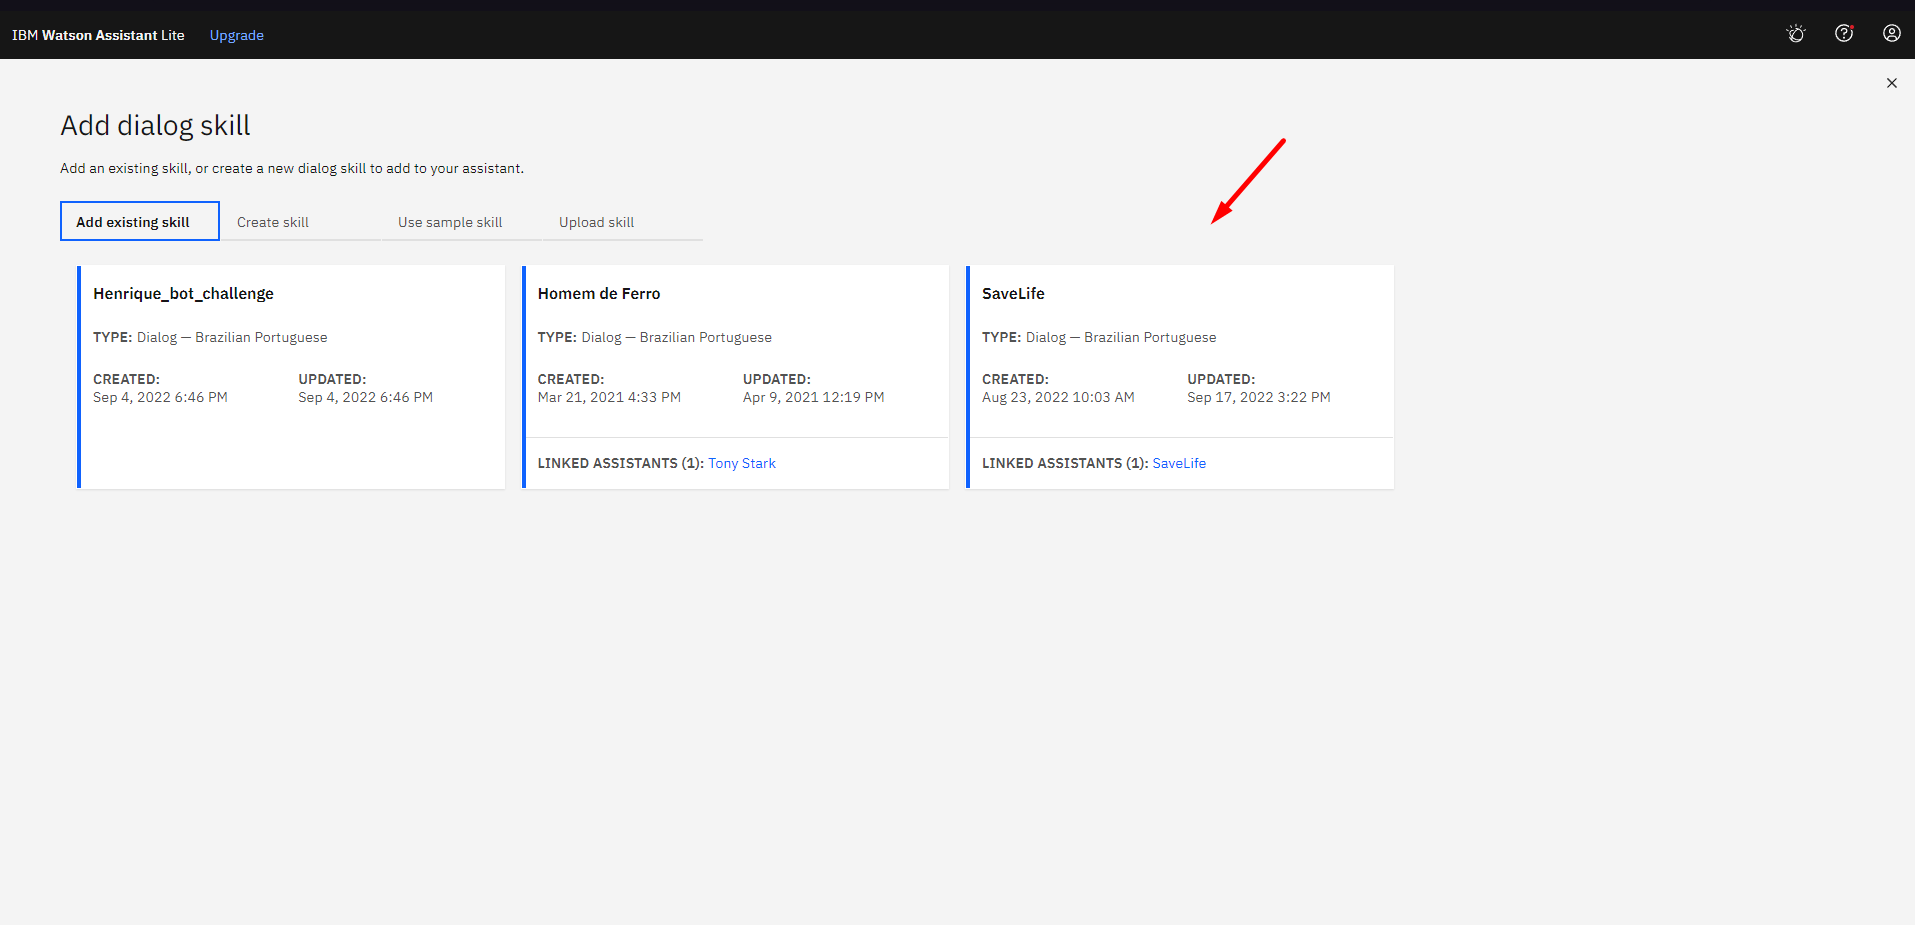 IBM Watson Assistant Lite Upgrade
Add dialog skill
Add an existing skill, or create a new dialog skill to add to your assistant.
Add existing skill Create skill Use sample skill Upload skill
Henrique_bot_challenge
TYPE: Dialog — Brazilian Portuguese
CREATED: UPDATED:
Sep 4, 2022 6:46 PM Sep 4, 2022 6:46 PM
Homem de Ferro
TYPE: Dialog — Brazilian Portuguese
CREATED: UPDATED:
Mar 21, 2021 4:33 PM Apr 9, 2021 12:19 PM
LINKED ASSISTANTS (1): Tony Stark
SaveLife
TYPE: Dialog — Brazilian Portuguese
CREATED: UPDATED:
Aug 23, 2022 10:03 AM Sep 17, 2022 3:22 PM
LINKED ASSISTANTS (1): SaveLife